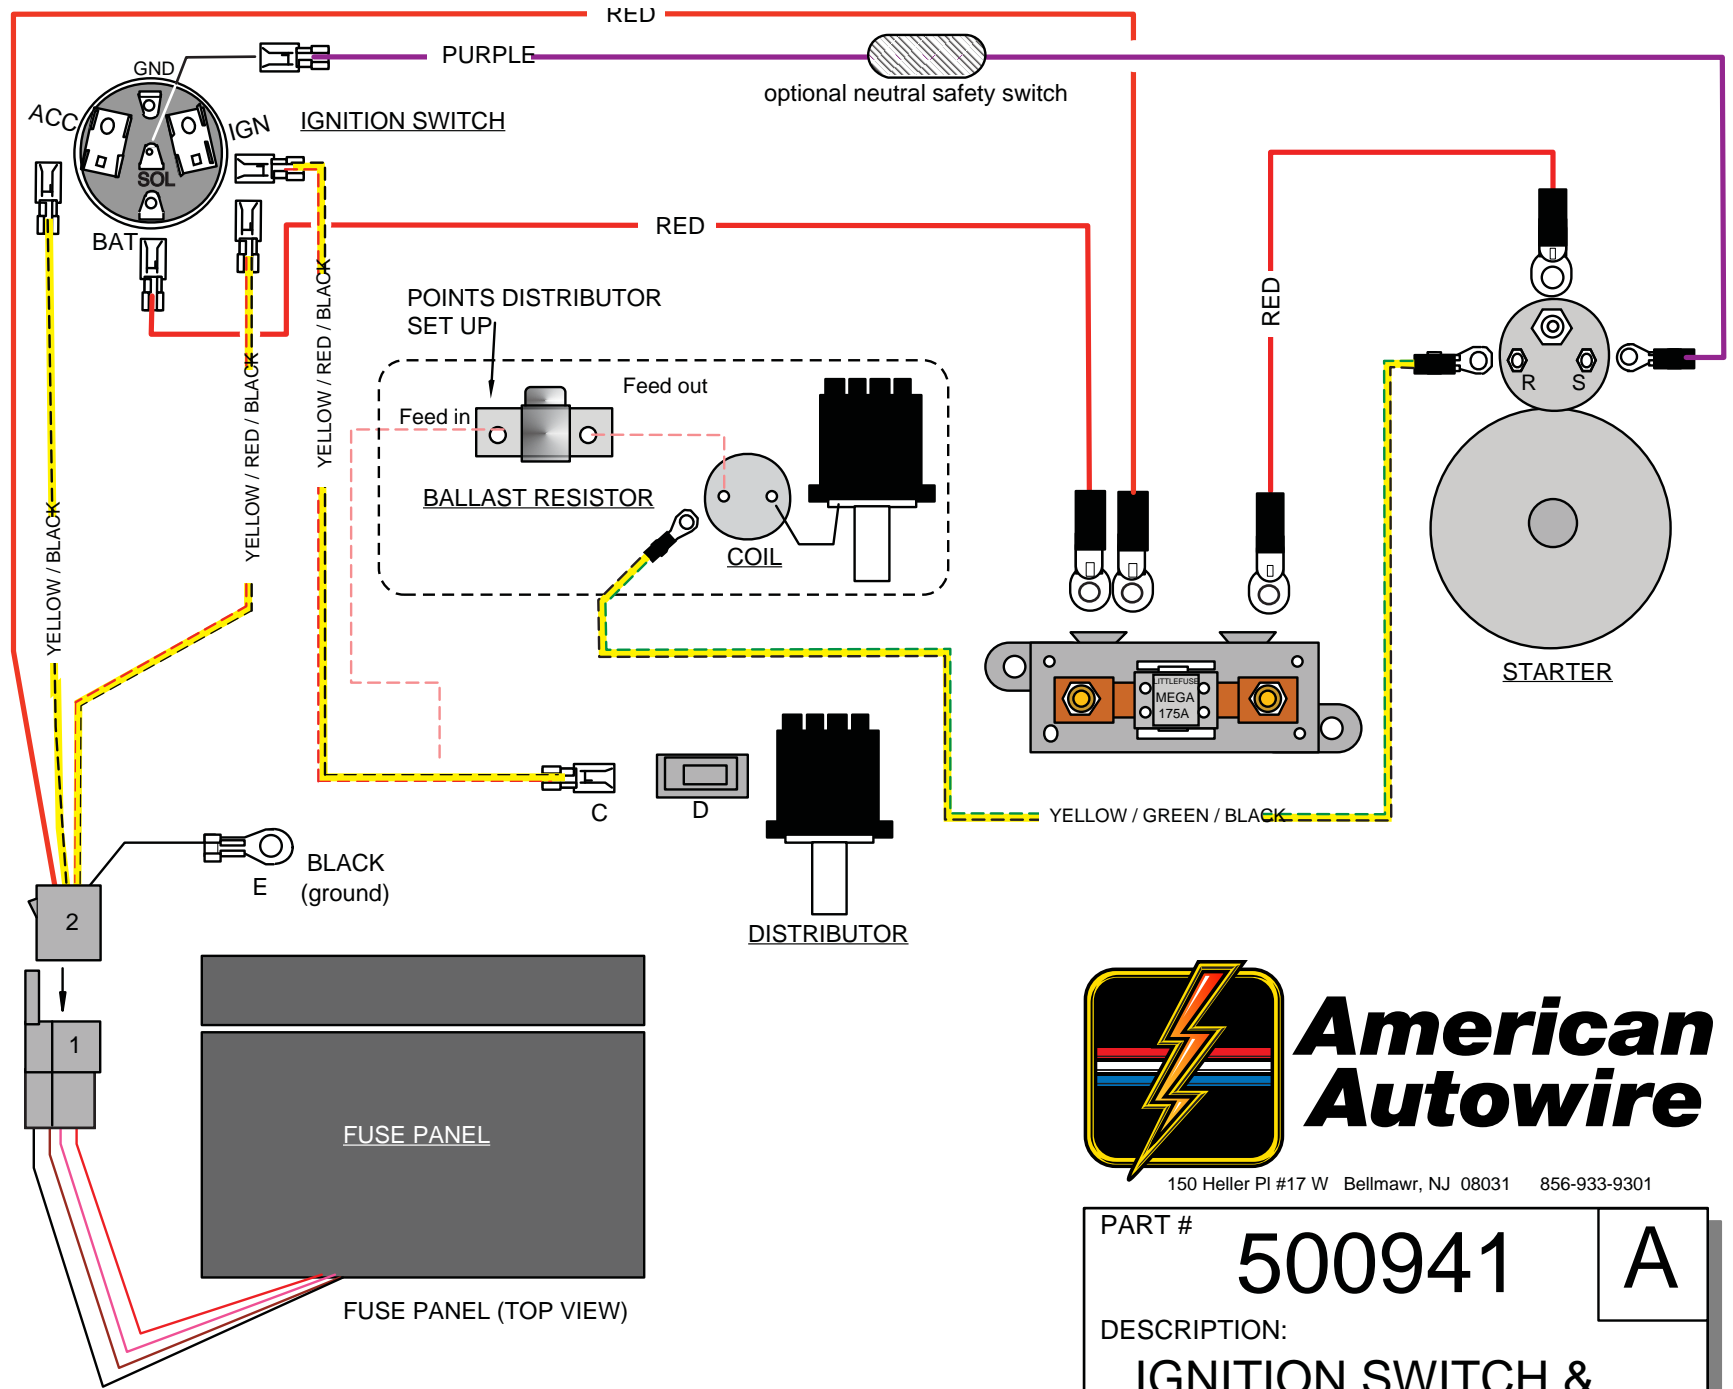 RED
PURPLE
optional neutral safety switch
GND
ACC
IGN
IGNITION SWITCH
SOL
BAT
RED
YELLOW / RED / BLACK
YELLOW / RED / BLACK
YELLOW / BLACK
POINTS DISTRIBUTOR
SET UP
Feed in
Feed out
BALLAST RESISTOR
COIL
RED
R
S
STARTER
LITTLEFUSE
MEGA
175A
YELLOW / GREEN / BLACK
C
D
DISTRIBUTOR
E
BLACK
(ground)
2
1
FUSE PANEL
FUSE PANEL (TOP VIEW)
American
Autowire
150 Heller Pl #17 W Bellmawr, NJ 08031 856-933-9301
PART #
500941
A
DESCRIPTION:
IGNITION SWITCH &